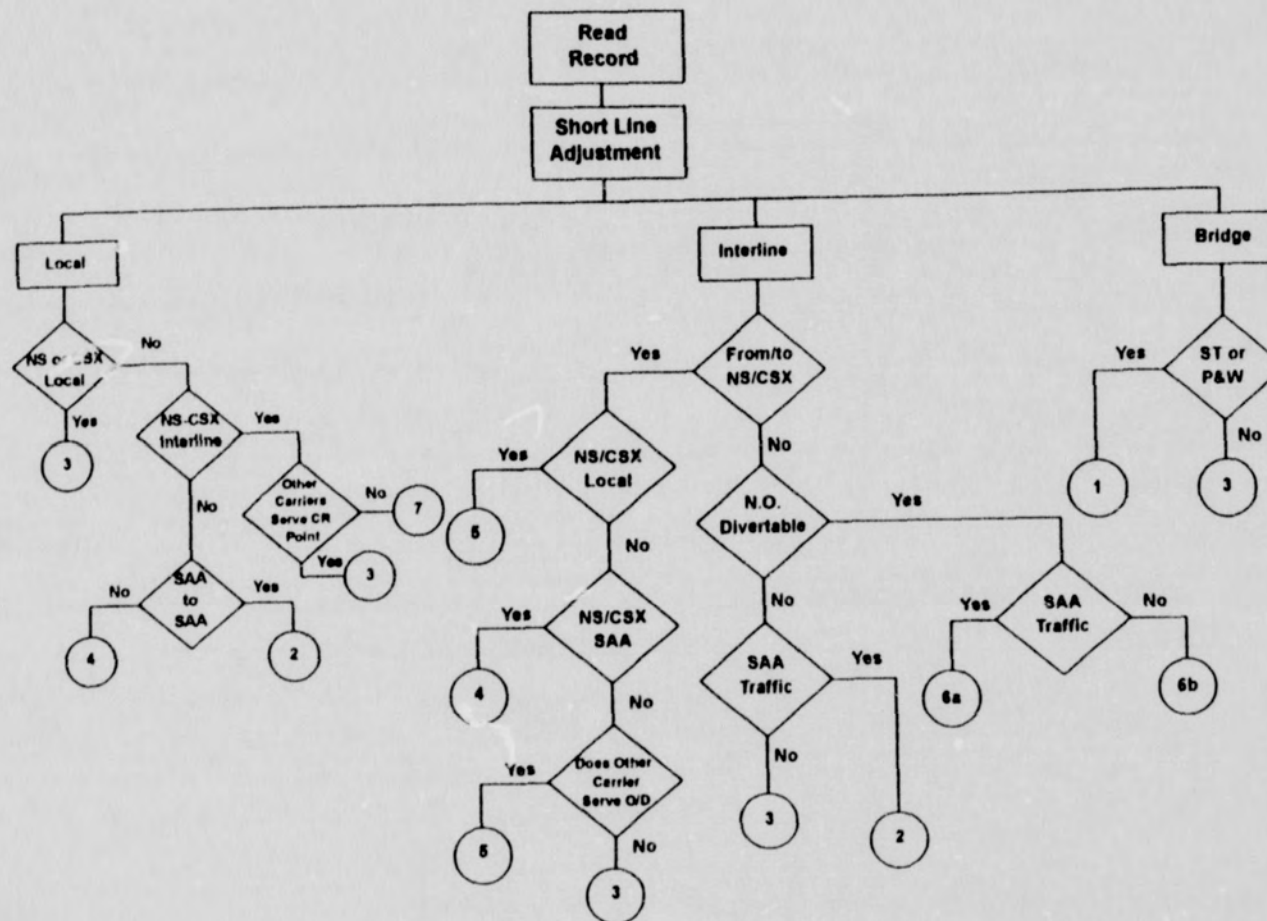 Read
Record
Short Line
Adjustment
Local
Interline
Bridge
NS or CSX
Local
No
Yes
3
NS-CSX
Interline
Yes
No
Other
Carriers
Serve CR
Point
No
7
Yes
3
SAA
to
SAA
No
4
Yes
2
From/to
NS/CSX
Yes
No
NS/CSX
Local
Yes
5
No
NS/CSX
SAA
Yes
4
No
Does Other
Carrier
Serve O/D
Yes
5
No
3
N.O.
Divertable
Yes
No
SAA
Traffic
Yes
2
No
3
SAA
Traffic
Yes
6a
No
6b
ST or
P&W
Yes
1
No
3